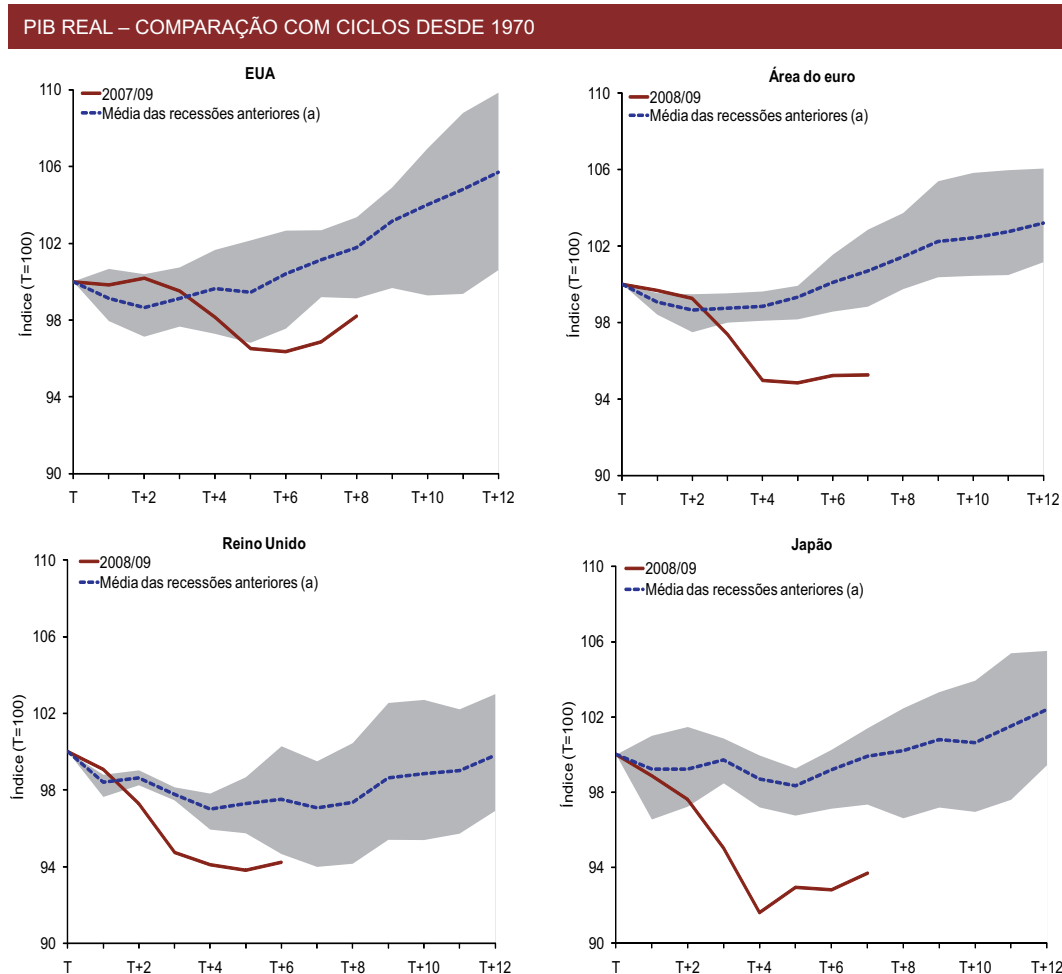 PIB REAL – COMPARAÇÃO COM CICLOS DESDE 1970
EUA
2007/09
Média das recessões anteriores (a)
Índice (T=100)
110
106
102
98
94
90
T T+2 T+4 T+6 T+8 T+10 T+12
Área do euro
2008/09
Média das recessões anteriores (a)
Índice (T=100)
110
106
102
98
94
90
T T+2 T+4 T+6 T+8 T+10 T+12
Reino Unido
2008/09
Média das recessões anteriores (a)
Índice (T=100)
110
106
102
98
94
90
T T+2 T+4 T+6 T+8 T+10 T+12
Japão
2008/09
Média das recessões anteriores (a)
Índice (T=100)
110
106
102
98
94
90
T T+2 T+4 T+6 T+8 T+10 T+12